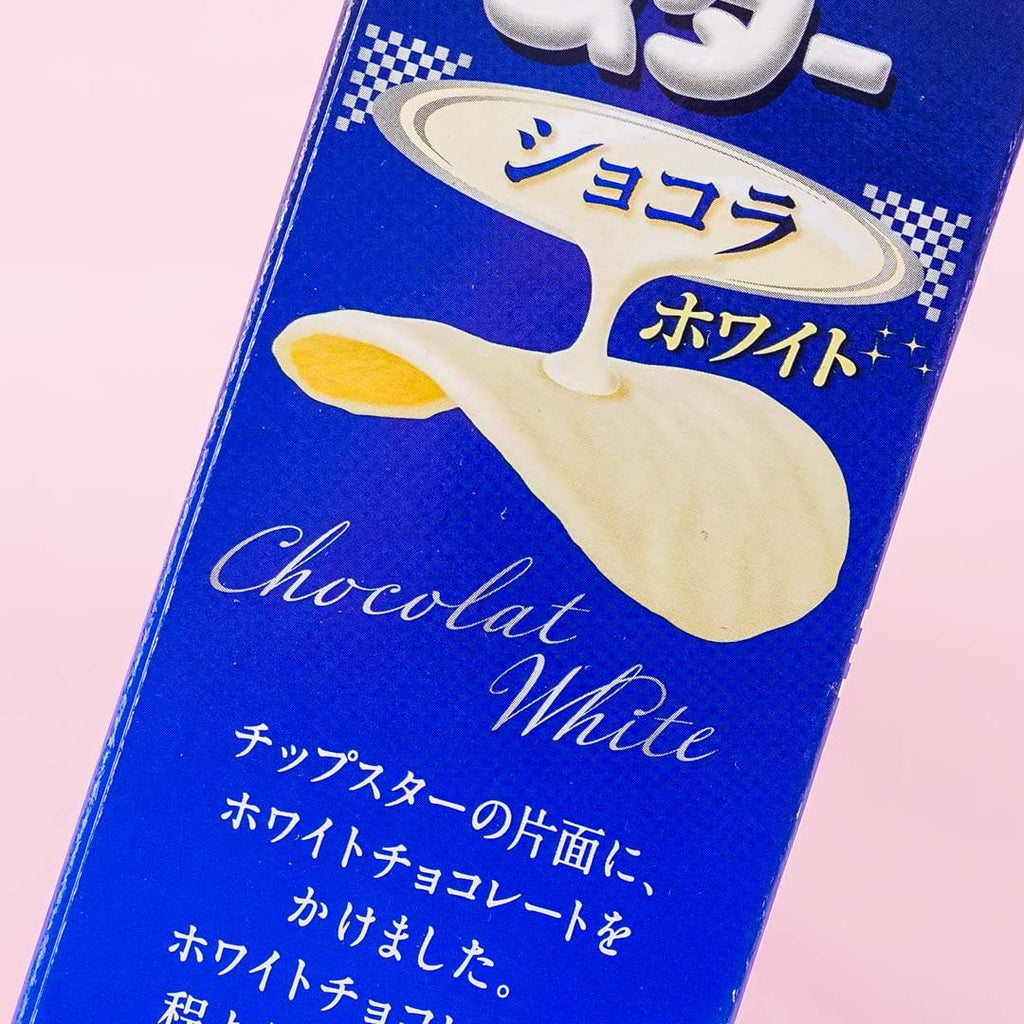 スター
ショコラ
ホワイト
Chocolat
White
チップスターの片面に、
ホワイトチョコレートを
かけました。
ホワイトチョコ
程よ